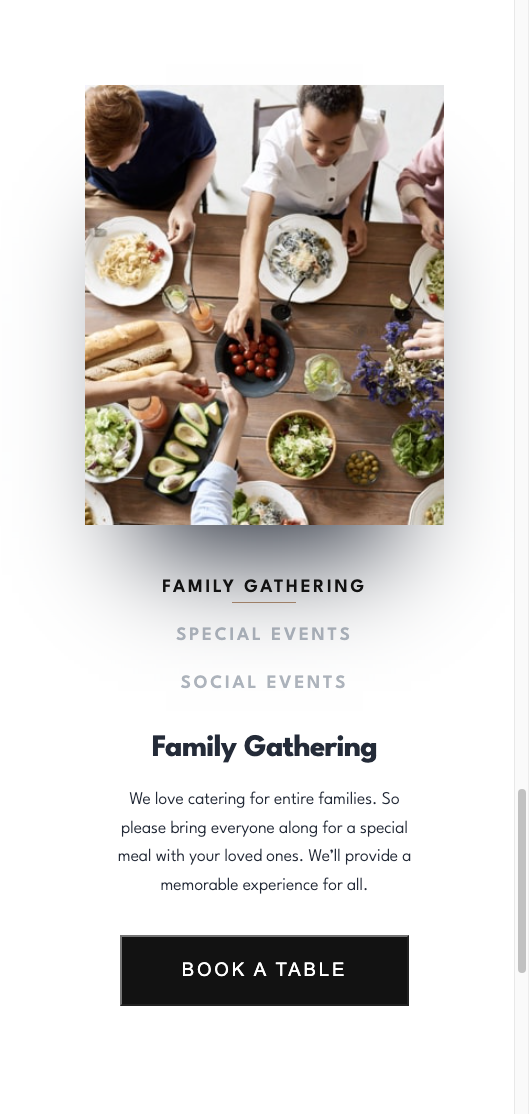 FAMILY GATHERING
SPECIAL EVENTS
SOCIAL EVENTS
Family Gathering
We love catering for entire families. So
please bring everyone along for a special
meal with your loved ones. We’ll provide a
memorable experience for all.
BOOK A TABLE